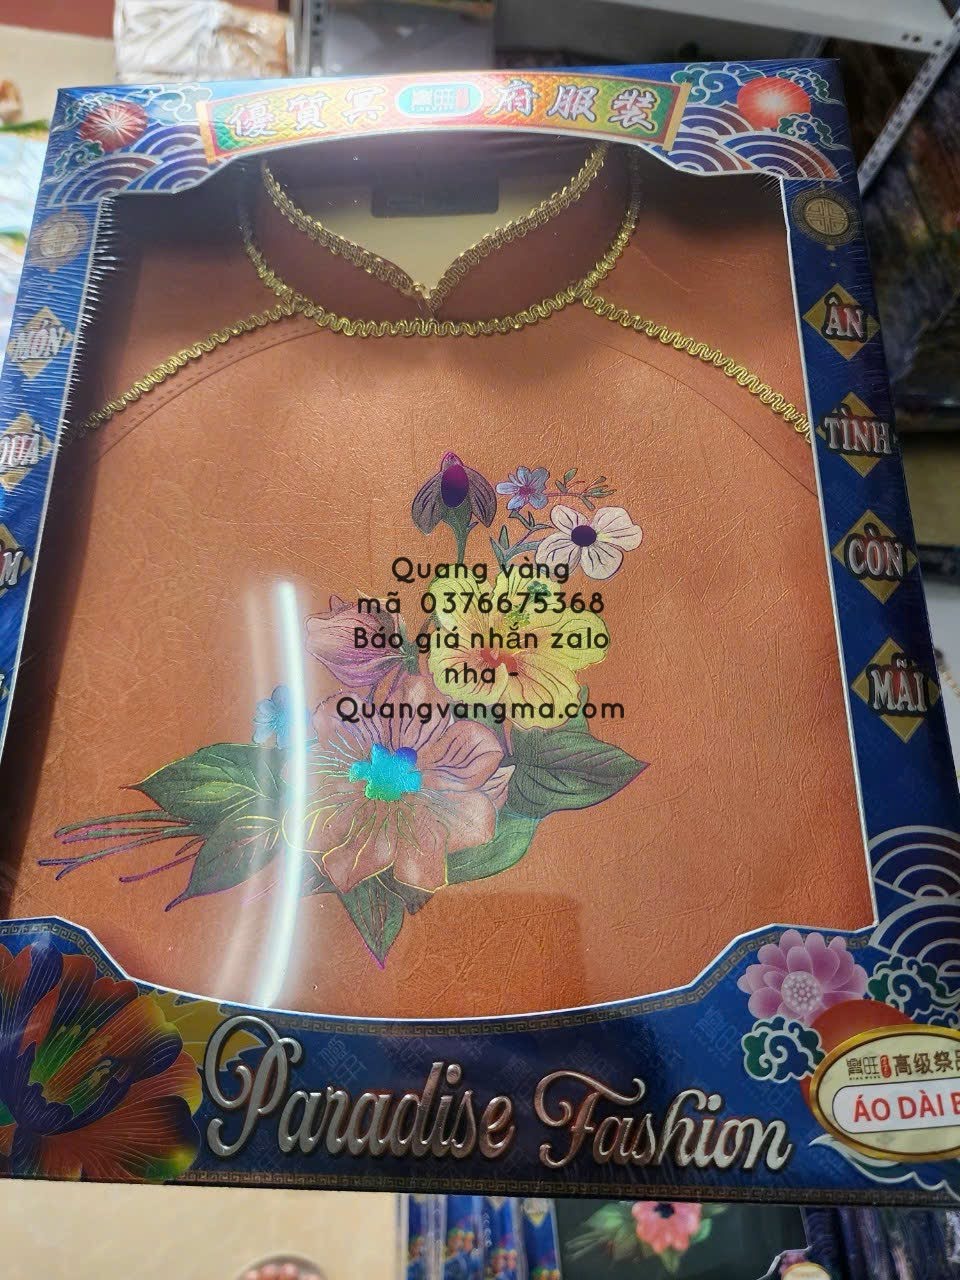 優質冥 府服裝
MÓN
QUÀ
ÂN
TÌNH
CÒN
MÃI
Quang vàng
mã 0376675368
Báo giá nhắn zalo
nha -
Quangvangma.com
Paradise Fashion
高级祭品
ÁO DÀI B